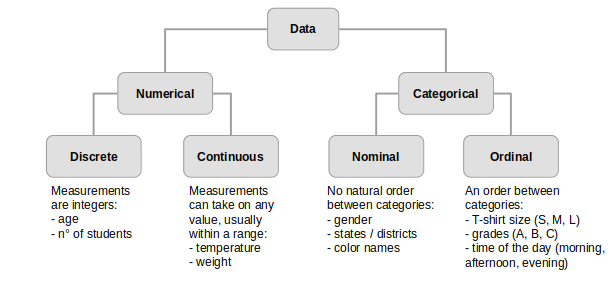 Data
Numerical
Categorical
Discrete
Continuous
Nominal
Ordinal
Measurements
are integers:
- age
- n° of students
Measurements
can take on any
value, usually
within a range:
- temperature
- weight
No natural order
between categories:
- gender
- states / districts
- color names
An order between
categories:
- T-shirt size (S, M, L)
- grades (A, B, C)
- time of the day (morning,
afternoon, evening)